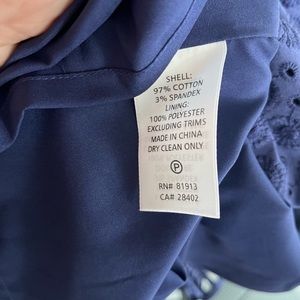 SHELL:
97% COTTON
3% SPANDEX
LINING:
100% POLYESTER
EXCLUDING TRIMS
MADE IN CHINA
DRY CLEAN ONLY.
P
RN# 81913
CA# 28402